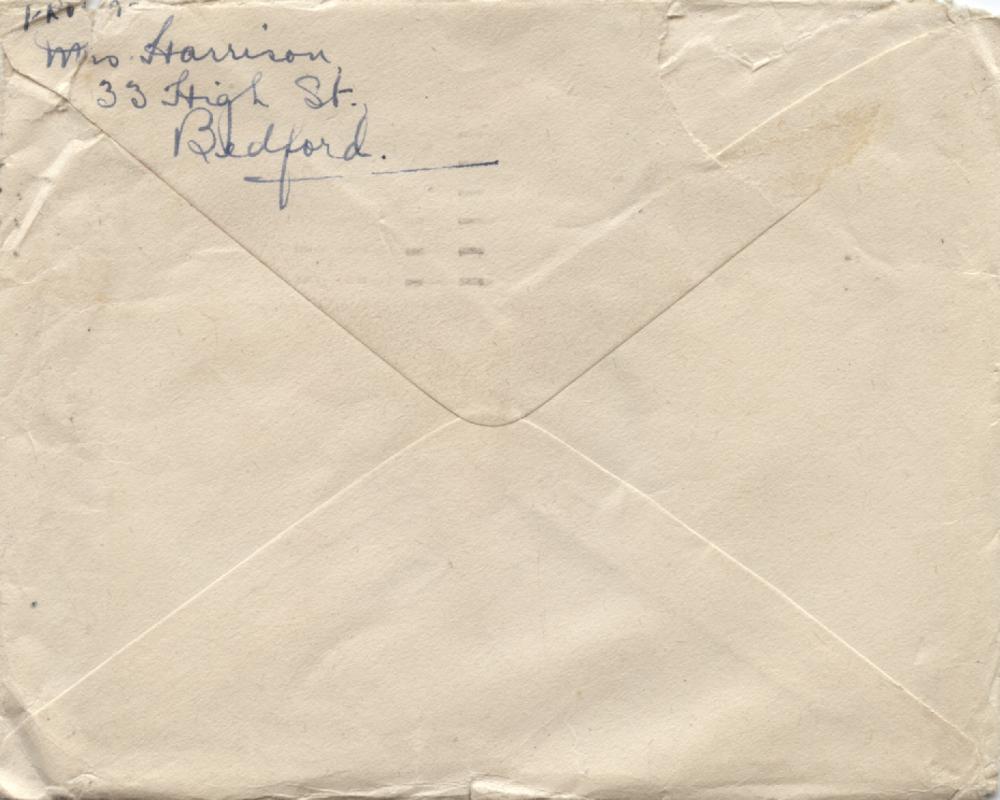 Mrs Harrison,
33 High St.,
Bedford.